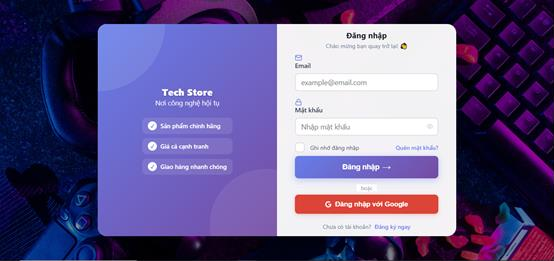 Tech Store
Nơi công nghệ hội tụ
Sản phẩm chính hãng
Giá cả cạnh tranh
Giao hàng nhanh chóng
Đăng nhập
Chào mừng bạn quay trở lại
Email
example@email.com
Mật khẩu
Nhập mật khẩu
Ghi nhớ đăng nhập
Quên mật khẩu?
Đăng nhập →
hoặc
G Đăng nhập với Google
Chưa có tài khoản? Đăng ký ngay